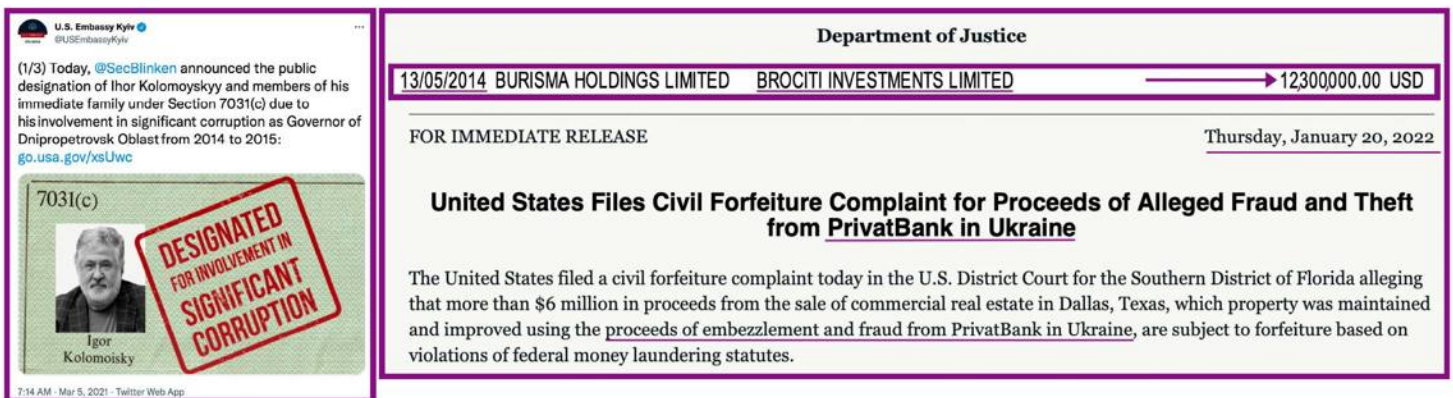 U.S. Embassy Kyiv
@USEmbassyKyiv
(1/3) Today, @SecBlinken announced the public
designation of Ihor Kolomoyskyy and members of his
immediate family under Section 7031(c) due to
hisinvolvement in significant corruption as Governor of
Dnipropetrovsk Oblastfrom 2014 to 2015:
go.usa.gov/xsUwc
7031(c)
DESIGNATED
FOR INVOLVEMENT IN
SIGNIFICANT
CORRUPTION
Igor
Kolomoisky
7:14 AM - Mar 5, 2021 - Twitter Web App
Department of Justice
13/05/2014 BURISMA HOLDINGS LIMITED BROCITI INVESTMENTS LIMITED 12300000.00 USD
FOR IMMEDIATE RELEASE Thursday, January 20, 2022
United States Files Civil Forfeiture Complaint for Proceeds of Alleged Fraud and Theft
from PrivatBank in Ukraine
The United States filed a civil forfeiture complaint today in the U.S. District Court for the Southern District of Florida alleging
that more than $6 million in proceeds from the sale of commercial real estate in Dallas, Texas, which property was maintained
and improved using the proceeds of embezzlement and fraud from PrivatBank in Ukraine, are subject to forfeiture based on
violations of federal money laundering statutes.